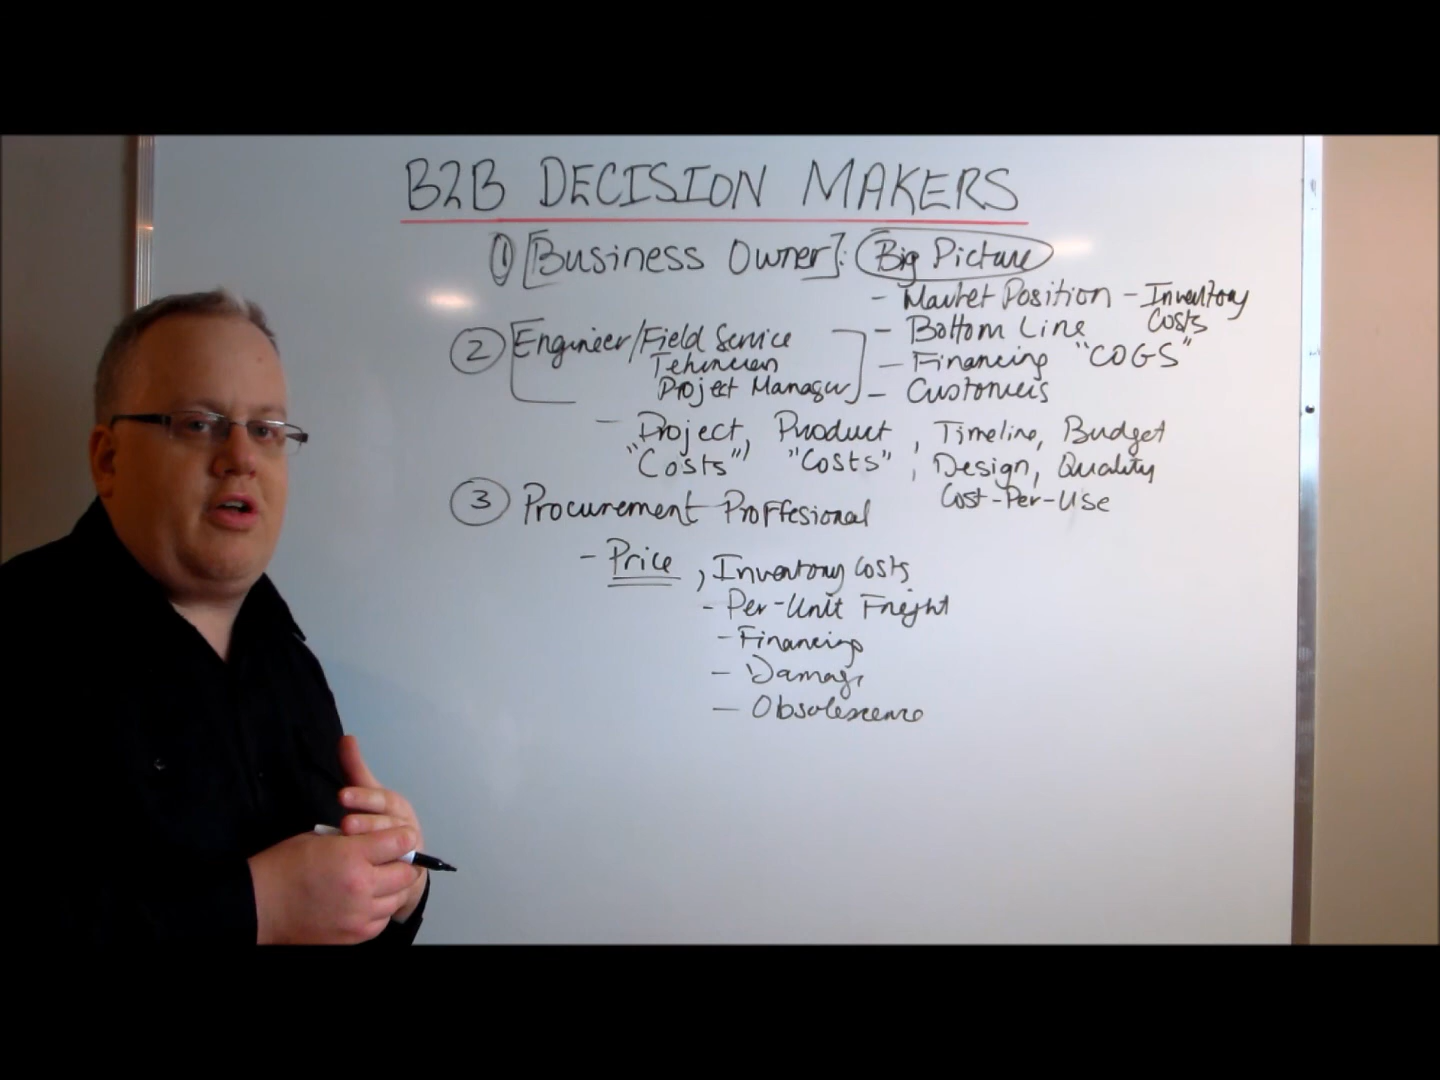 B2B DECISION MAKERS
① [Business Owner]: Big Picture
- Market Position - Inventory Costs
- Bottom Line
- Financing "COGS"
- Customers
② [Engineer/Field Service
Tehincian
Project Manager]
- Project, Product, Timeline, Budget
"Costs" "Costs", Design, Quality
Cost-Per-Use
③ Procurement Proffesional
- Price, Inventory Costs
- Per-Unit Freight
- Financing
- Damage
- Obsolescence